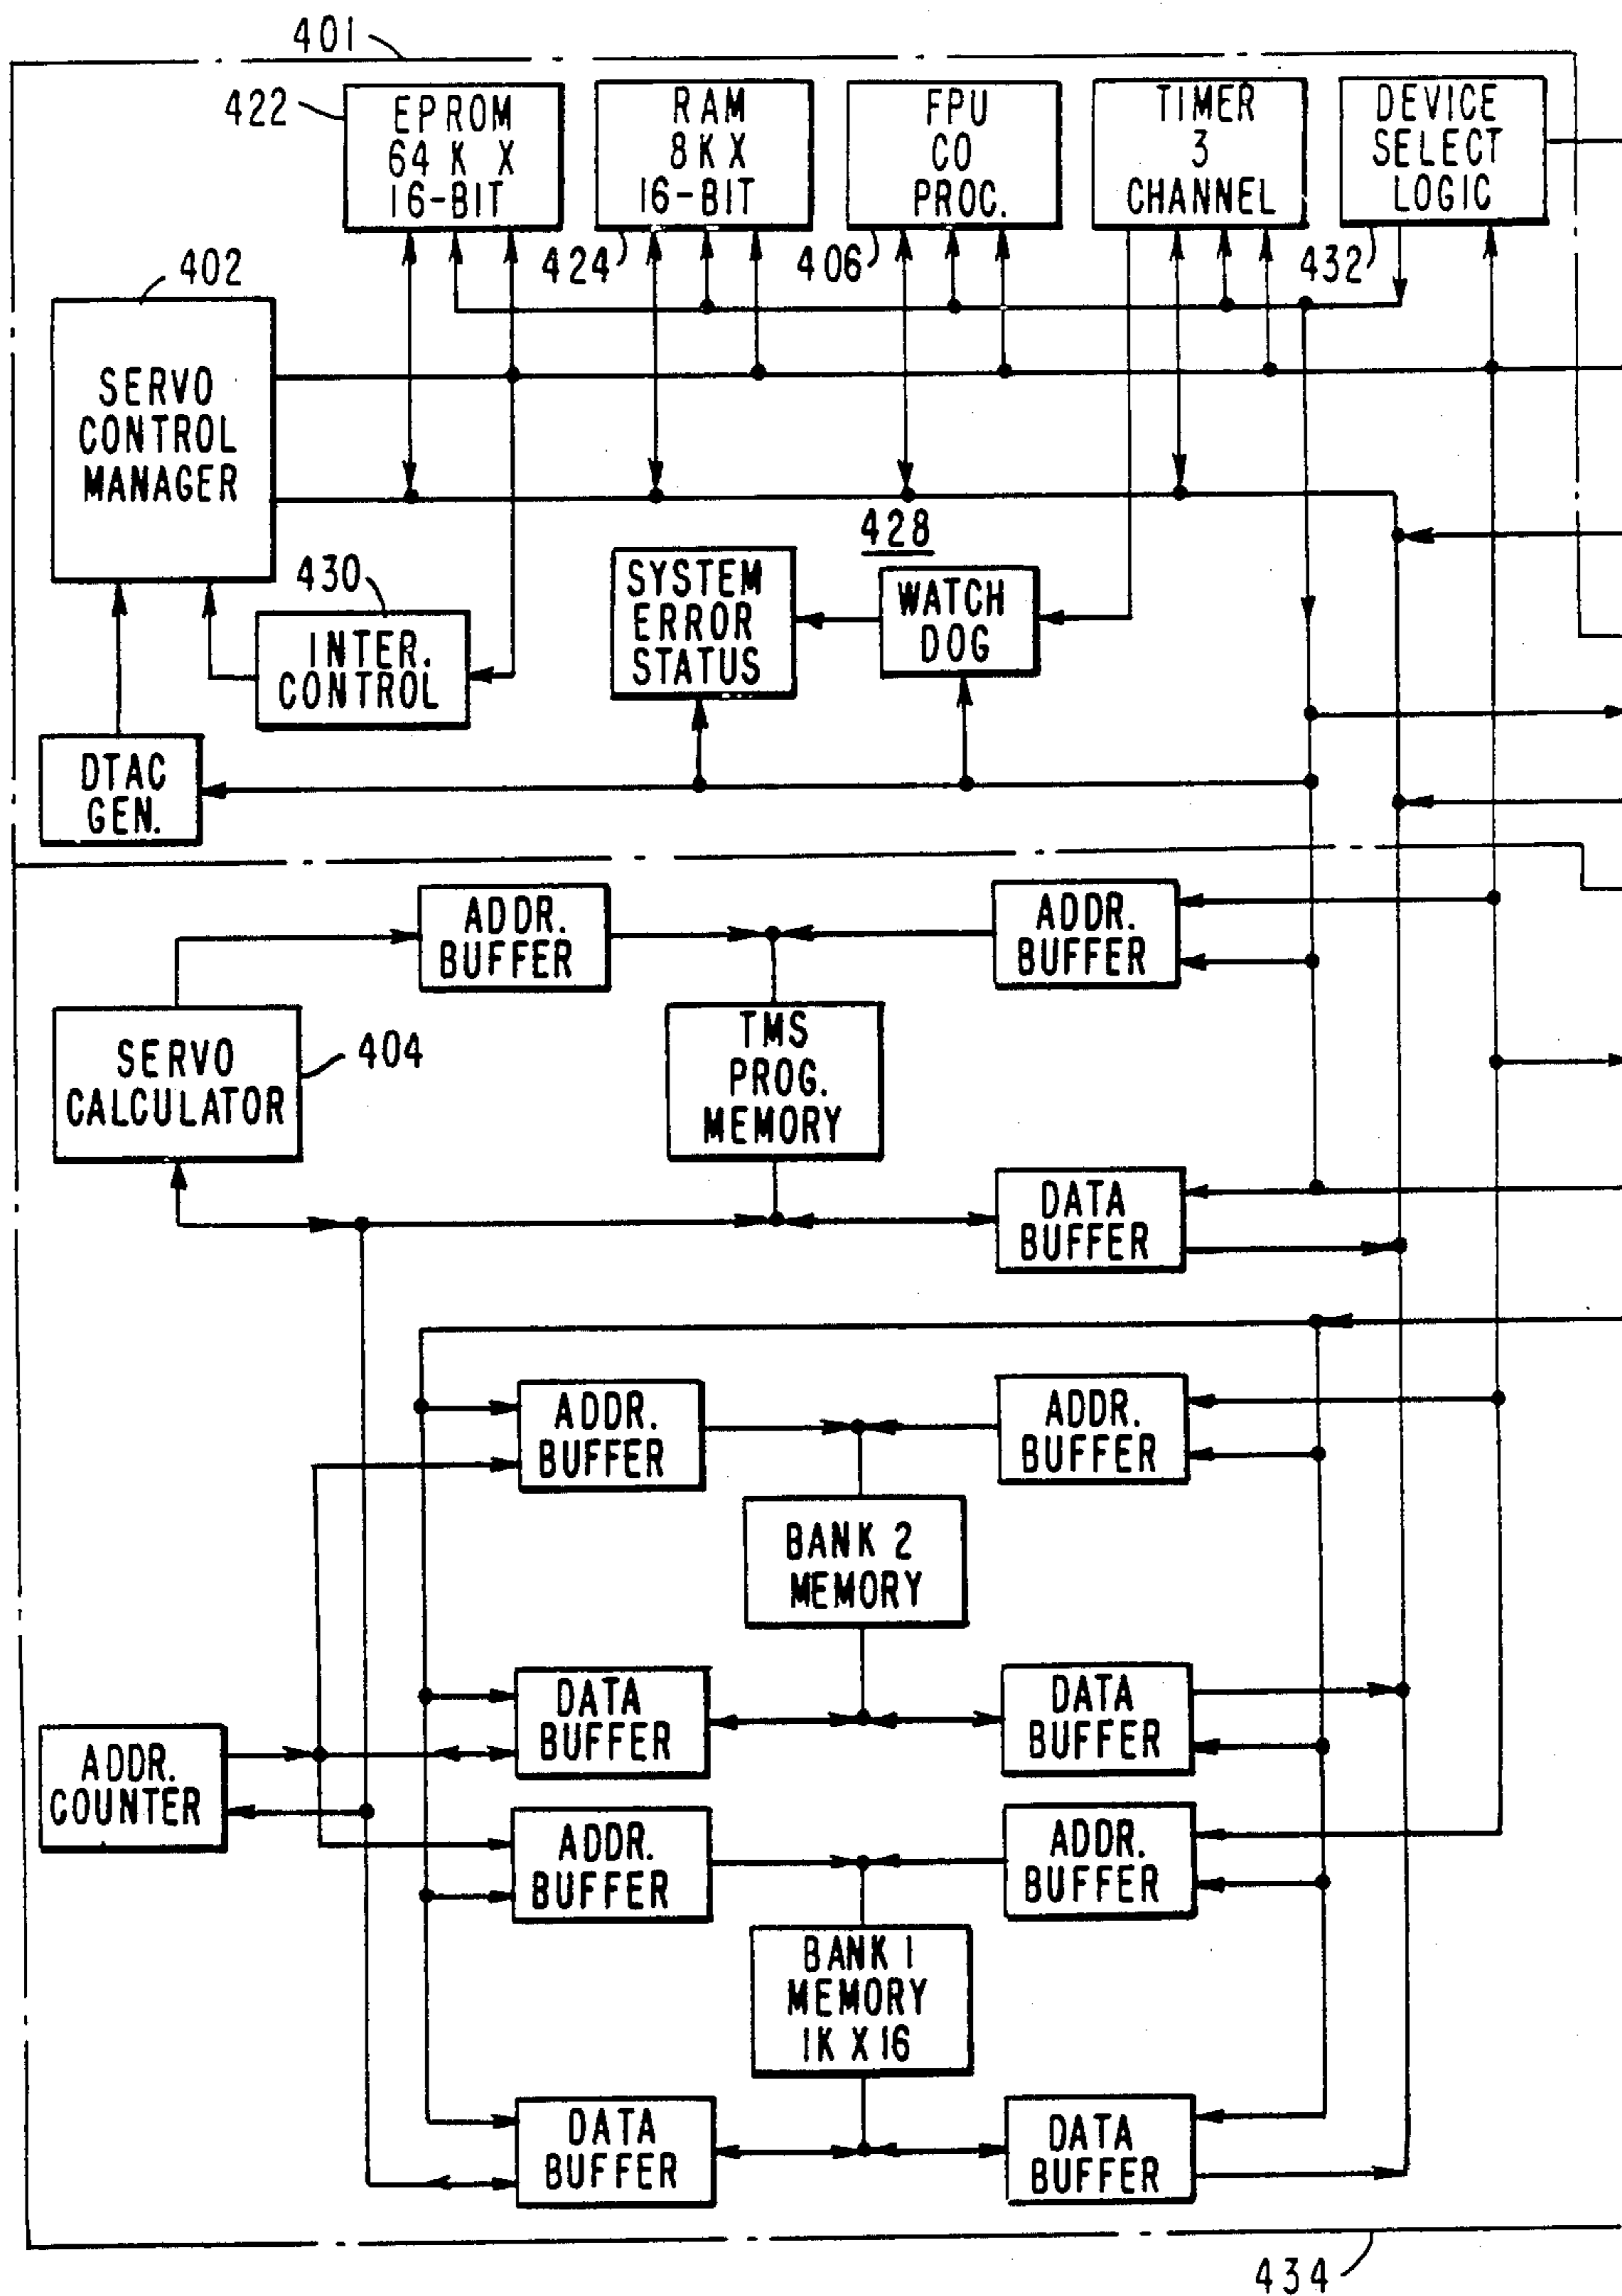 401
422
EPROM
64 K X
16-BIT
RAM
8K X
16-BIT
FPU
CO
PROC.
TIMER
3
CHANNEL
DEVICE
SELECT
LOGIC
424
406
432
402
SERVO
CONTROL
MANAGER
428
430
INTER.
CONTROL
SYSTEM
ERROR
STATUS
WATCH
DOG
DTAC
GEN.
ADDR.
BUFFER
ADDR.
BUFFER
SERVO
CALCULATOR
404
TMS
PROG.
MEMORY
DATA
BUFFER
ADDR.
BUFFER
ADDR.
BUFFER
BANK 2
MEMORY
DATA
BUFFER
DATA
BUFFER
ADDR.
COUNTER
ADDR.
BUFFER
ADDR.
BUFFER
BANK 1
MEMORY
1K X 16
DATA
BUFFER
DATA
BUFFER
434